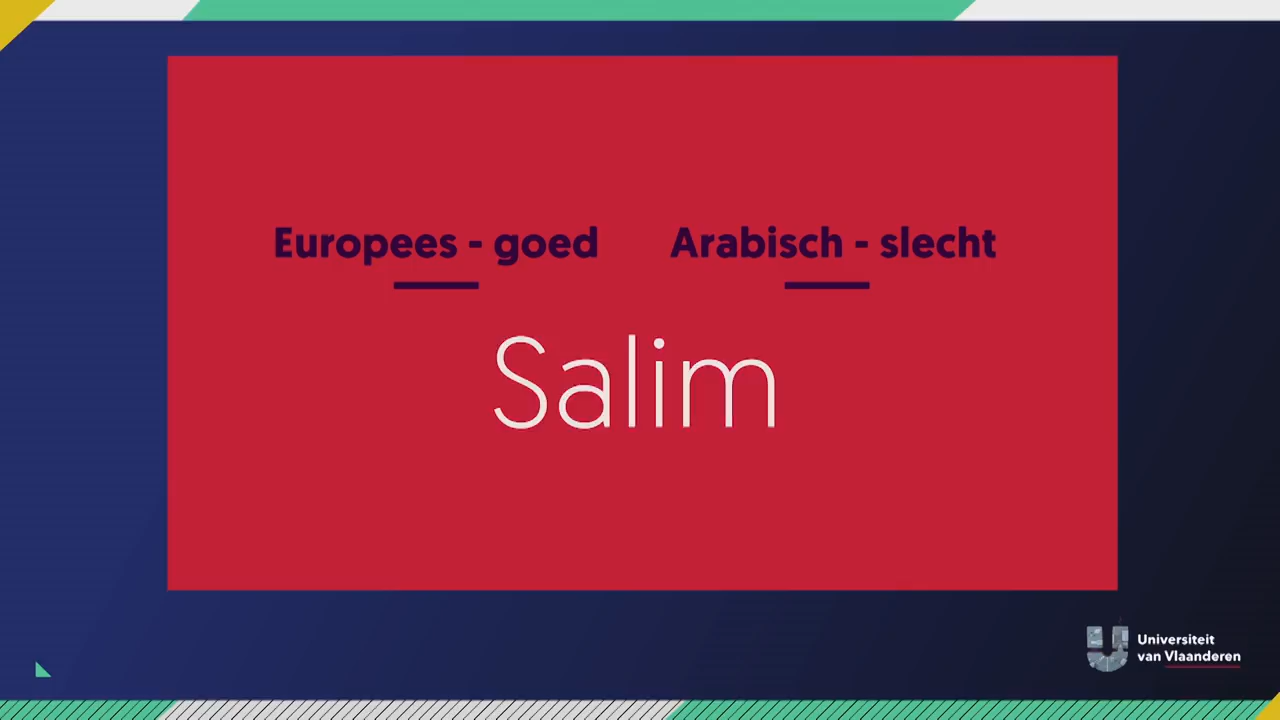 Europees - goed
Arabisch - slecht
Salim
Universiteit
van Vlaanderen